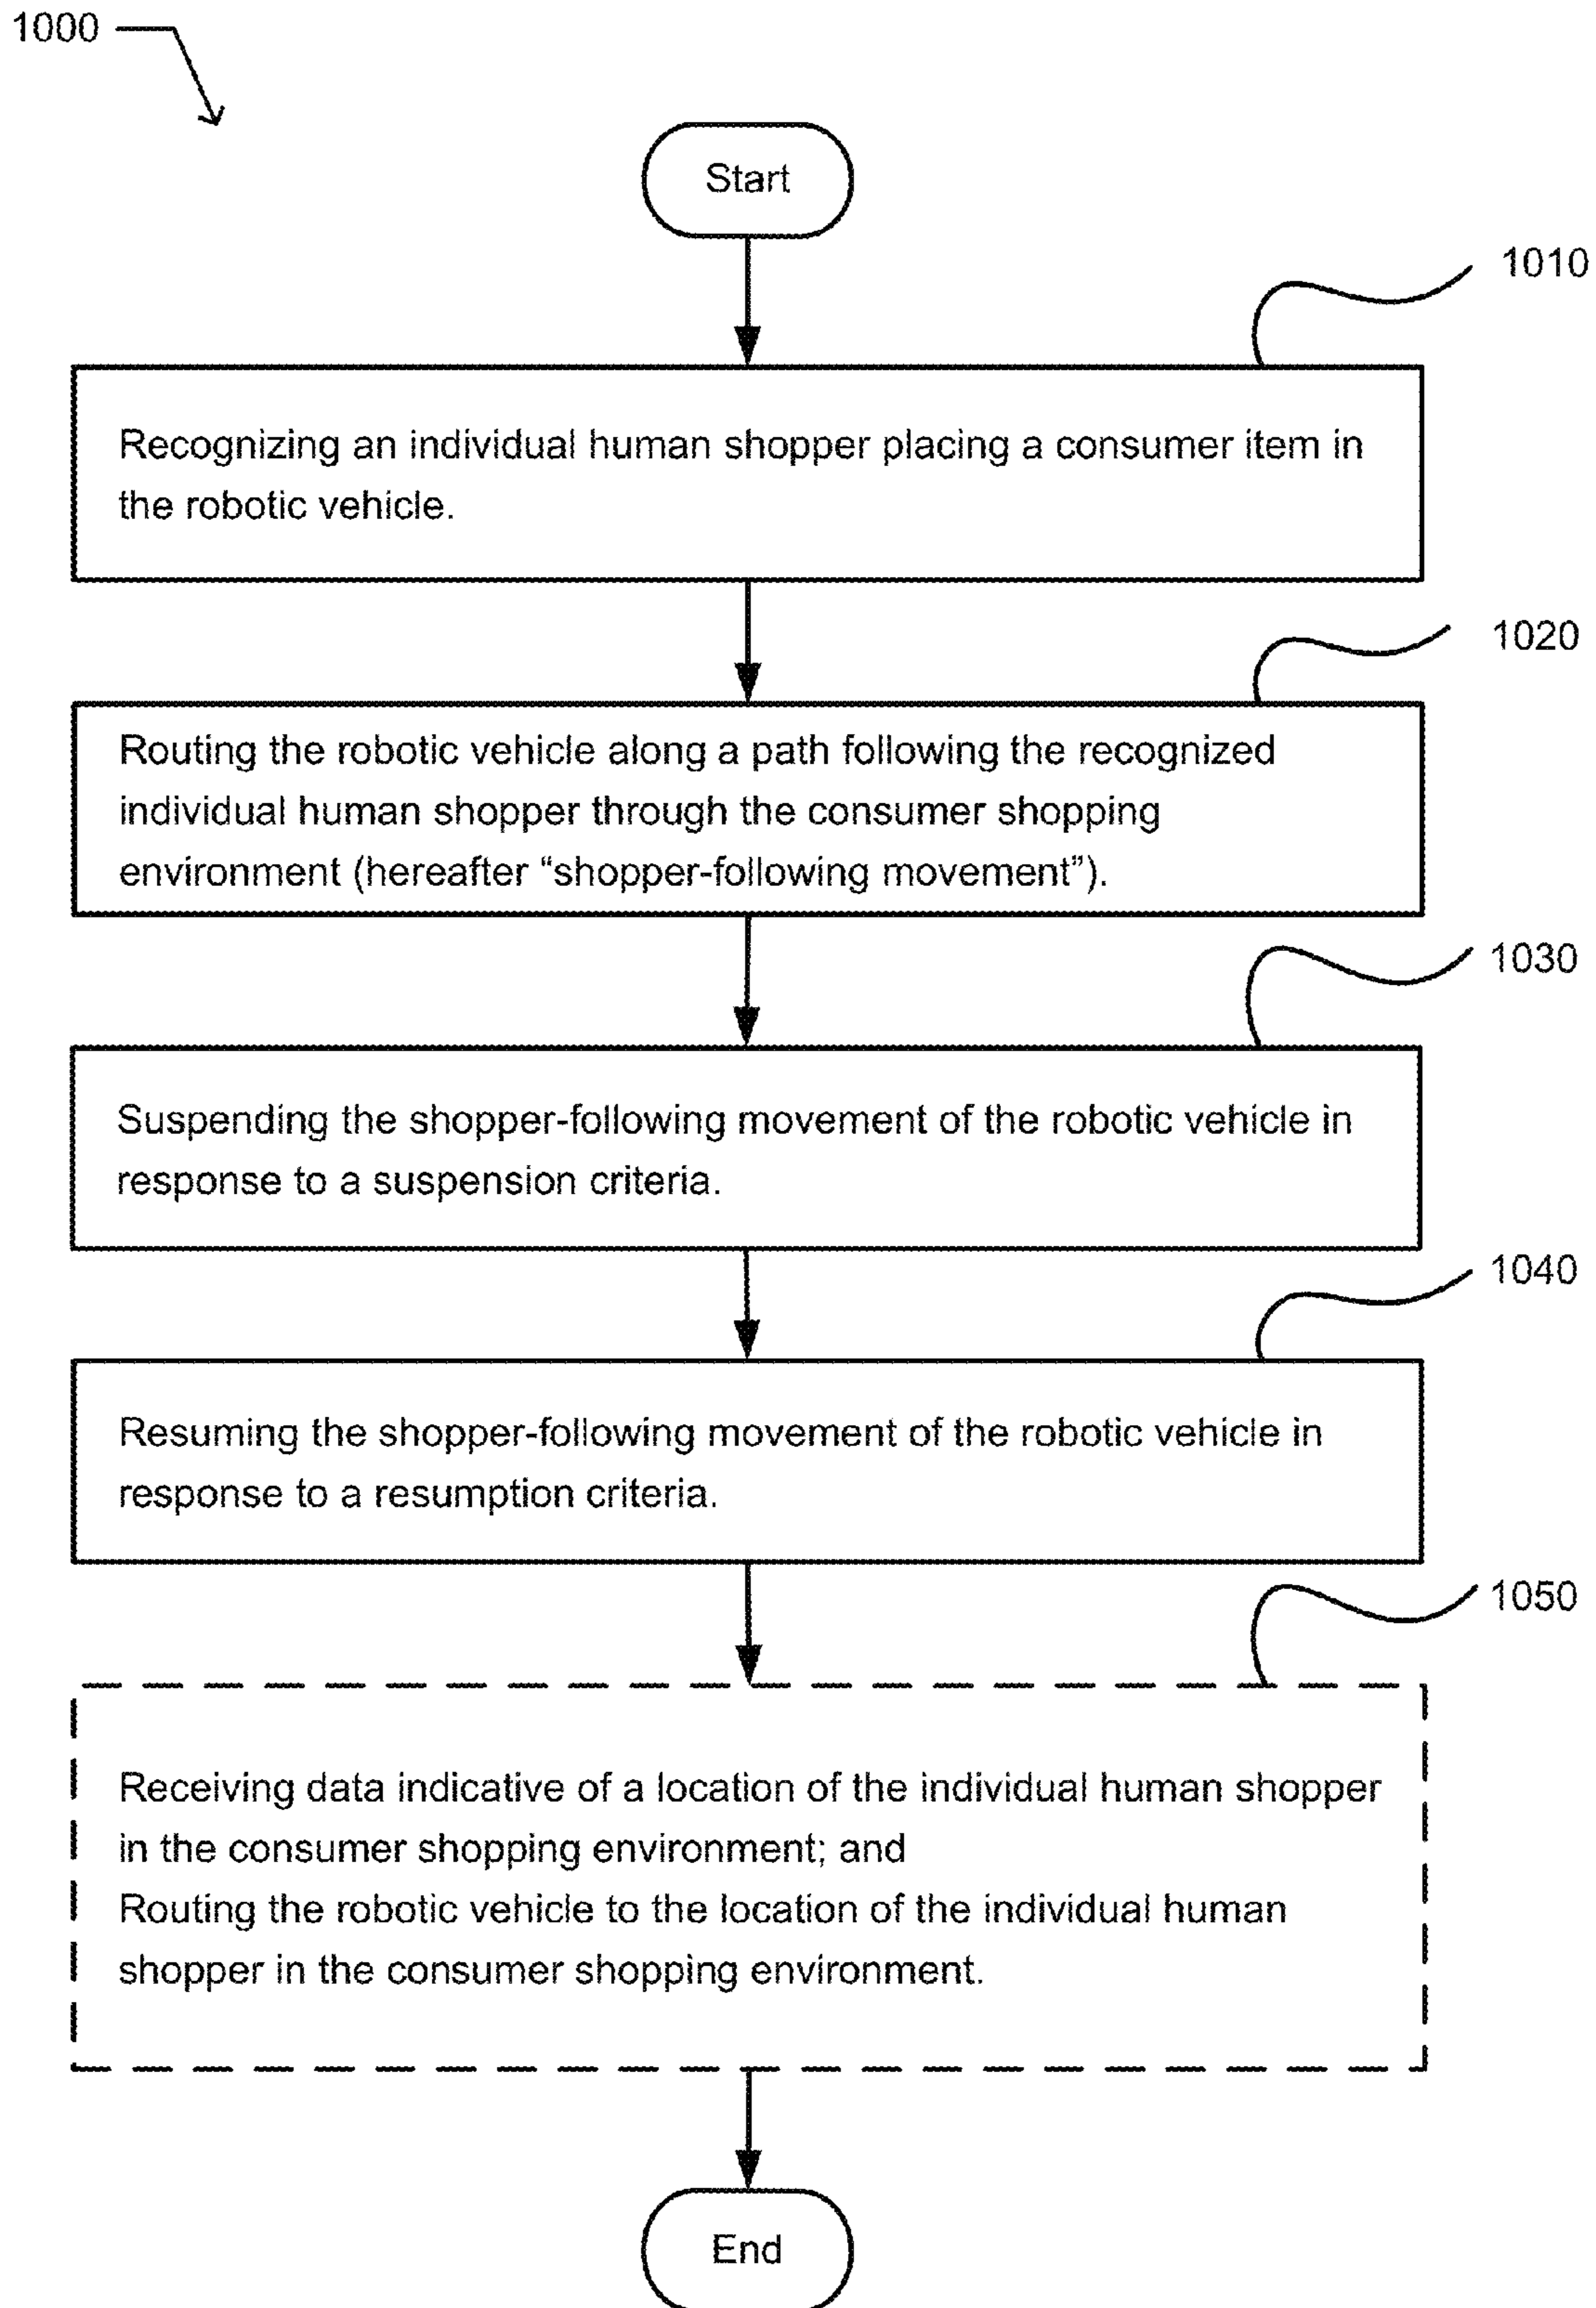 1000
Start
1010
Recognizing an individual human shopper placing a consumer item in
the robotic vehicle.
1020
Routing the robotic vehicle along a path following the recognized
individual human shopper through the consumer shopping
environment (hereafter “shopper-following movement”).
1030
Suspending the shopper-following movement of the robotic vehicle in
response to a suspension criteria.
1040
Resuming the shopper-following movement of the robotic vehicle in
response to a resumption criteria.
1050
Receiving data indicative of a location of the individual human shopper
in the consumer shopping environment; and
Routing the robotic vehicle to the location of the individual human
shopper in the consumer shopping environment.
End